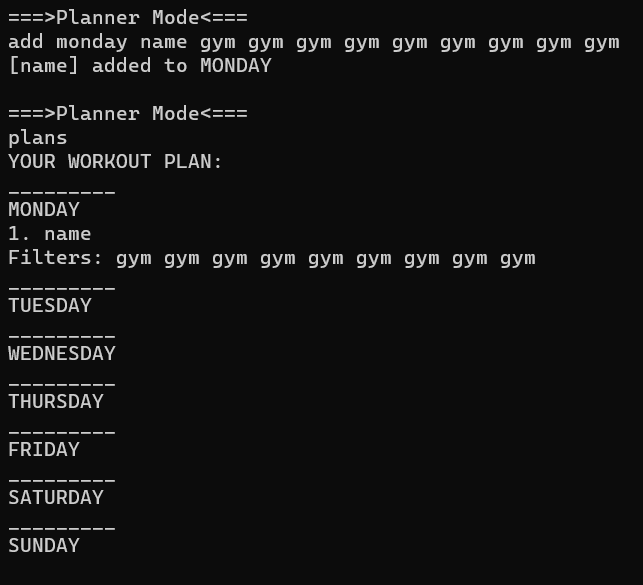 ===>Planner Mode<===
add monday name gym gym gym gym gym gym gym gym gym
[name] added to MONDAY

===>Planner Mode<===
plans
YOUR WORKOUT PLAN:
_________
MONDAY
1. name
Filters: gym gym gym gym gym gym gym gym gym
_________
TUESDAY
_________
WEDNESDAY
_________
THURSDAY
_________
FRIDAY
_________
SATURDAY
_________
SUNDAY